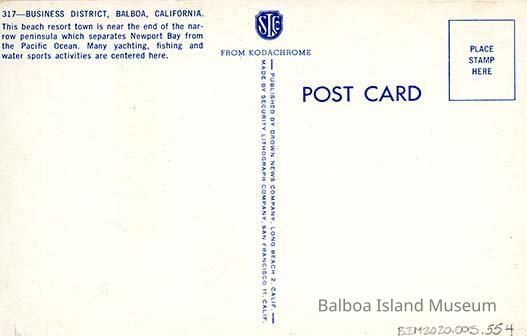 317—BUSINESS DISTRICT, BALBOA, CALIFORNIA.
This beach resort town is near the end of the nar-
row peninsula which separates Newport Bay from
the Pacific Ocean. Many yachting, fishing and
water sports activities are centered here.
SLC
FROM KODACHROME
PUBLISHED BY DROWN NEWS COMPANY, LONG BEACH 2, CALIF.
MADE BY SECURITY LITHOGRAPH COMPANY, SAN FRANCISCO 11, CALIF.
POST CARD
PLACE
STAMP
HERE
Balboa Island Museum
BIM2020.005.554